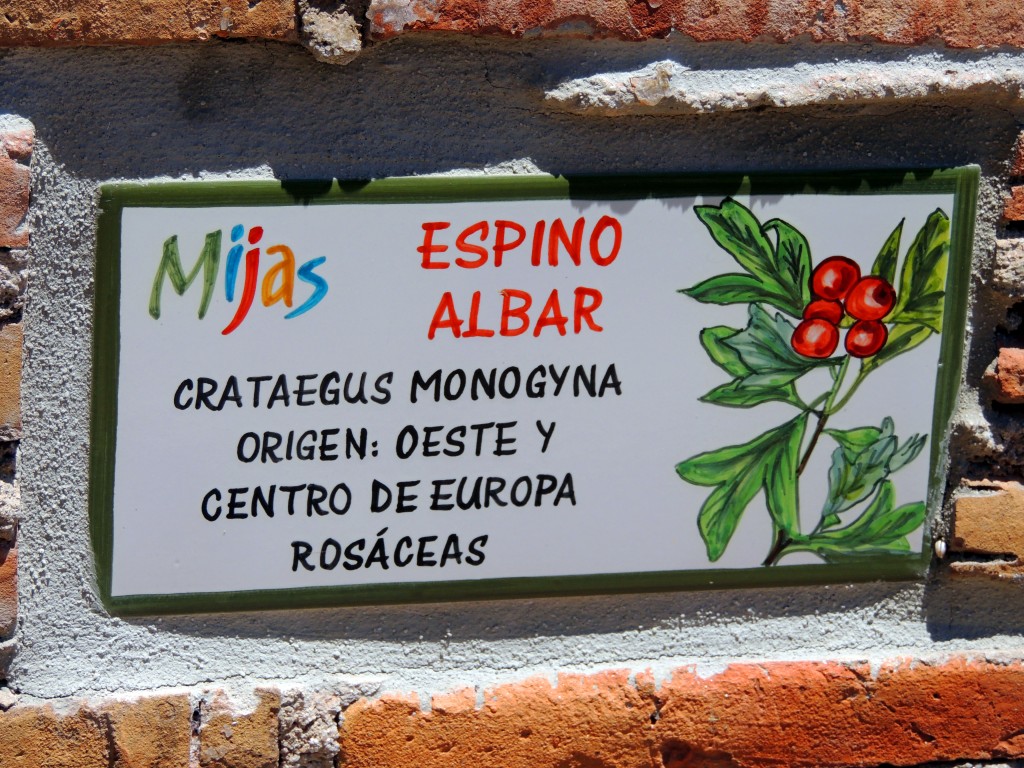 Mijas
ESPINO
ALBAR
CRATAEGUS MONOGYNA
ORIGEN: OESTE Y
CENTRO DE EUROPA
ROSÁCEAS